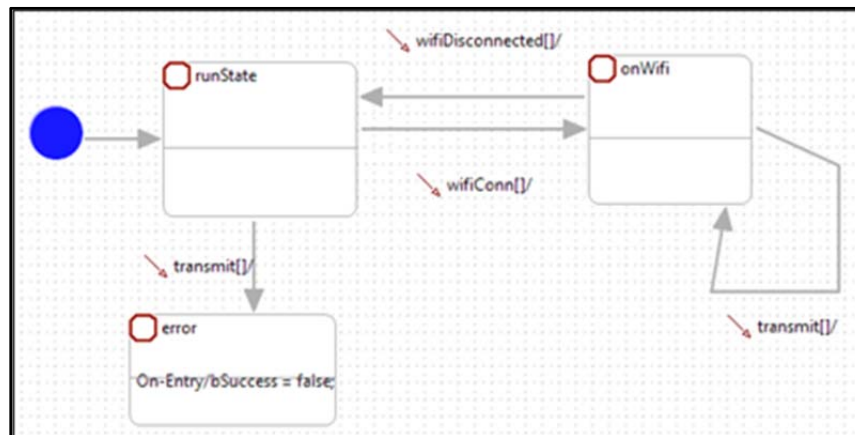 wifiDisconnected[]/
runState
onWifi
wifiConn[]/
transmit[]/
error
transmit[]/
On-Entry/bSuccess = false;